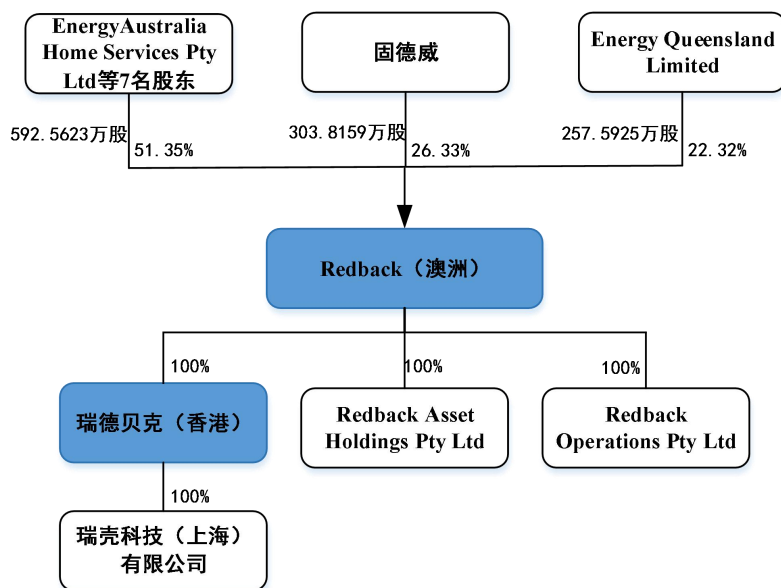 EnergyAustralia
Home Services Pty
Ltd等7名股东
固德威
Energy Queensland
Limited
592.5623万股
51.35%
303.8159万股
26.33%
257.5925万股
22.32%
Redback（澳洲）
100%
100%
100%
瑞德贝克（香港）
Redback Asset
Holdings Pty Ltd
Redback
Operations Pty Ltd
100%
瑞壳科技（上海）
有限公司